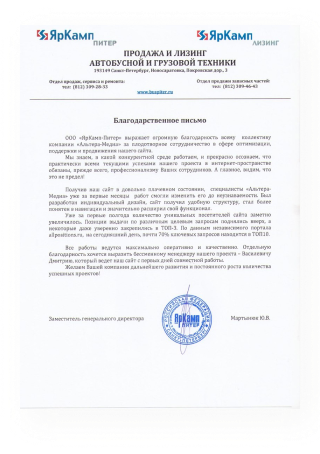 ЯрКамп ЯрКамп
ПИТЕР ЛИЗИНГ
ПРОДАЖА И ЛИЗИНГ
АВТОБУСНОЙ И ГРУЗОВОЙ ТЕХНИКИ
193149 Санкт-Петербург, Новосаратовка, Покровская дор.,
Отдел продаж, сервиса и ремонта: Отдел продажи запасных частей:
тел: (812) 309-28-33 тел: (812) 309-46-43
Благодарственное письмо
ООО «ЯрКамп-Питер» выражает огромную благодарность всему коллективу
компании «Альтера-Медиа» за плодотворное сотрудничество в сфере оптимизации,
поддержки и продвижения нашего сайта.
Мы знаем, в какой конкурентной среде работаем, и прекрасно осознаем, что
практически всеми текущими успехами нашего проекта в интернет-пространстве
обязаны, прежде всего, профессионализму Ваших сотрудников. А главное, видим, что
это не предел!
Получив наш сайт в довольно плачевном состоянии, специалисты «Альтера-
Медиа» уже за первые месяцы работ смогли изменить его до неузнаваемости. Был
разработан индивидуальный дизайн, сайт получил удобную структуру, стал более
понятен в навигации и значительно расширил свой функционал.
Уже за первые полгода количество уникальных посетителей сайта заметно
увеличилось. Позиции выдачи по различным целевым запросам поднялись вверх, а
некоторые даже уверенно закрепились в ТОП-3. По данным независимого портала
allpositions.ru, на сегодняшний день, почти 70% ключевых запросов находятся в ТОП10.
Все работы ведутся максимально оперативно и качественно. Отдельную
благодарность хочется выразить бессменному менеджеру нашего проекта –
Дмитрию, который ведет наш сайт с первых дней совместной работы.
Желаем Вашей компании дальнейшего развития и постоянного роста количества
успешных проектов!
Заместитель генерального директора Мартынюк Ю.В.
ЯрКамп
ПИТЕР